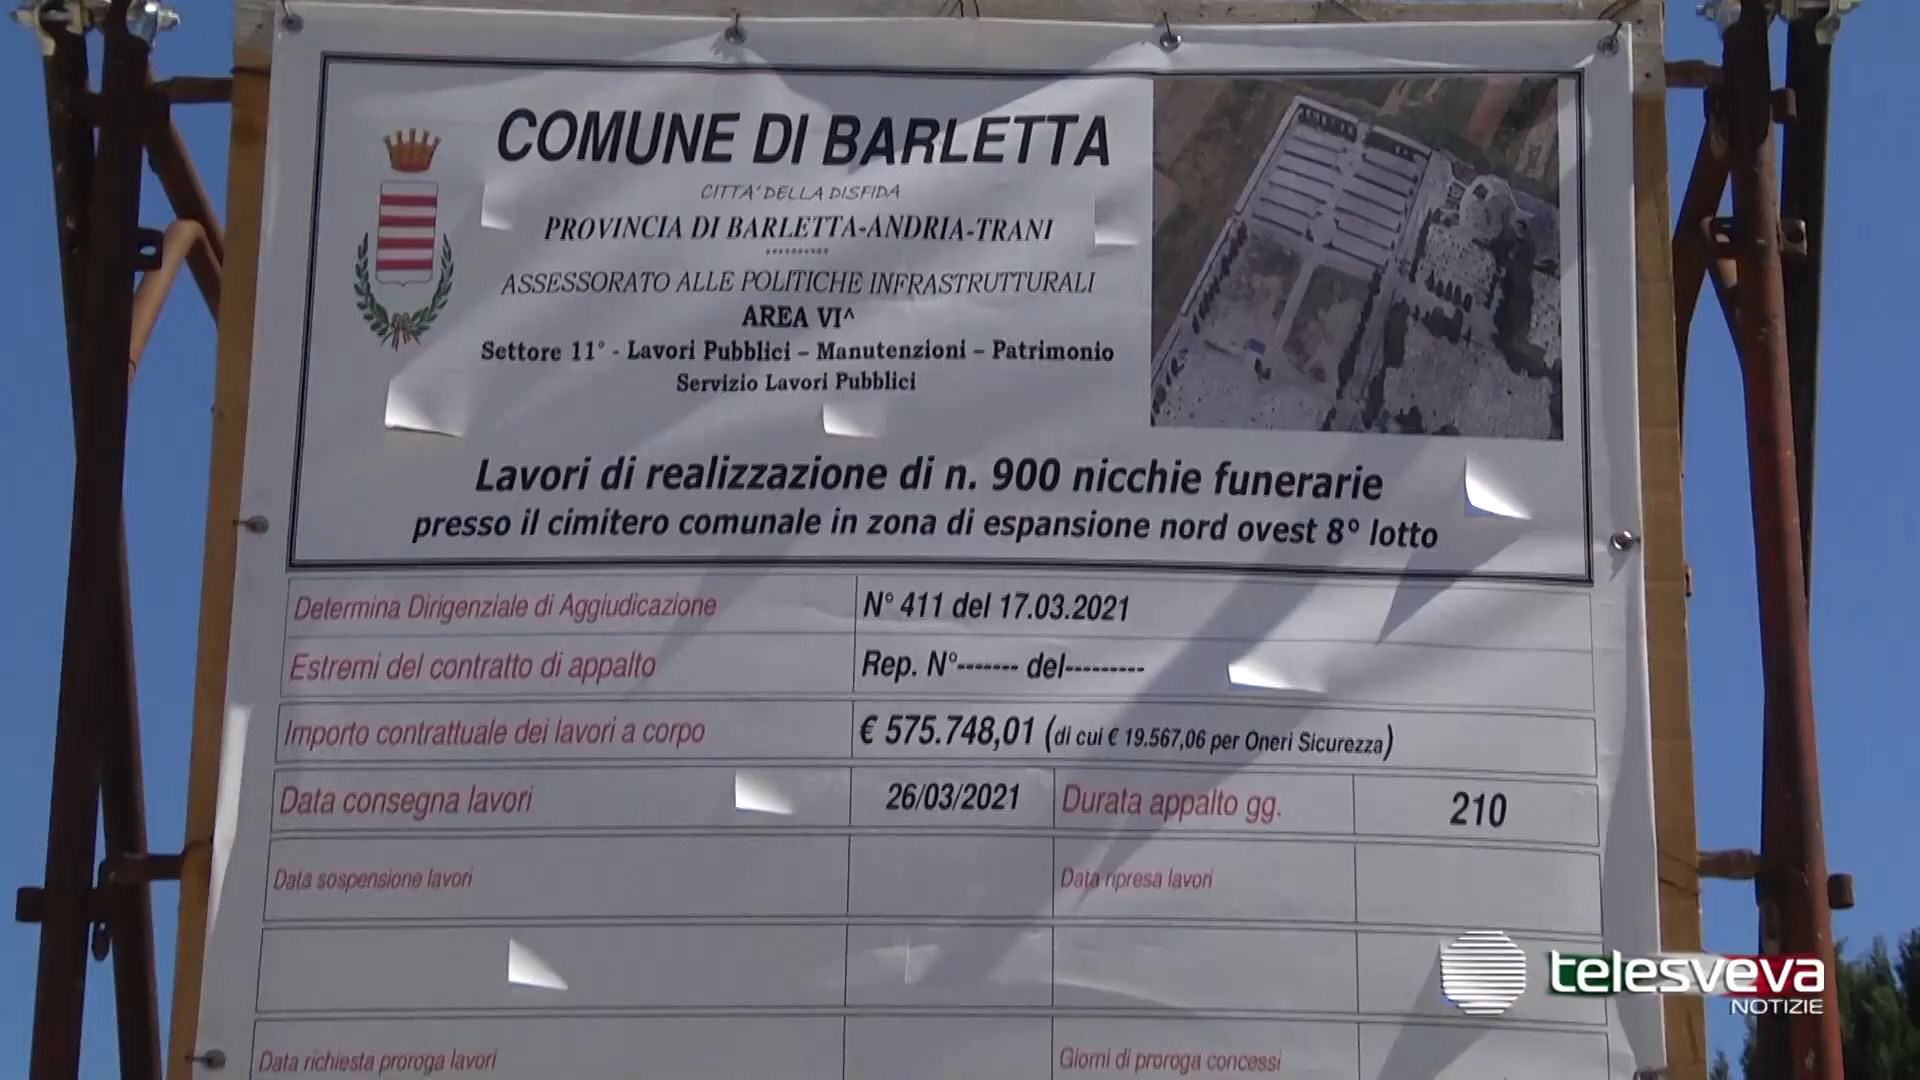 COMUNE DI BARLETTA
CITTA' DELLA DISFIDA
PROVINCIA DI BARLETTA-ANDRIA-TRANI
**********
ASSESSORATO ALLE POLITICHE INFRASTRUTTURALI
AREA VI^
Settore 11° - Lavori Pubblici – Manutenzioni – Patrimonio
Servizio Lavori Pubblici
Lavori di realizzazione di n. 900 nicchie funerarie
presso il cimitero comunale in zona di espansione nord ovest 8° lotto
Determina Dirigenziale di Aggiudicazione N° 411 del 17.03.2021
Estremi del contratto di appalto Rep. N°------- del---------
Importo contrattuale dei lavori a corpo € 575.748,01 (di cui € 19.567,06 per Oneri Sicurezza)
Data consegna lavori 26/03/2021 Durata appalto gg. 210
Data sospensione lavori Data ripresa lavori
Data richiesta proroga lavori Giorni di proroga concessi
telesveva
NOTIZIE